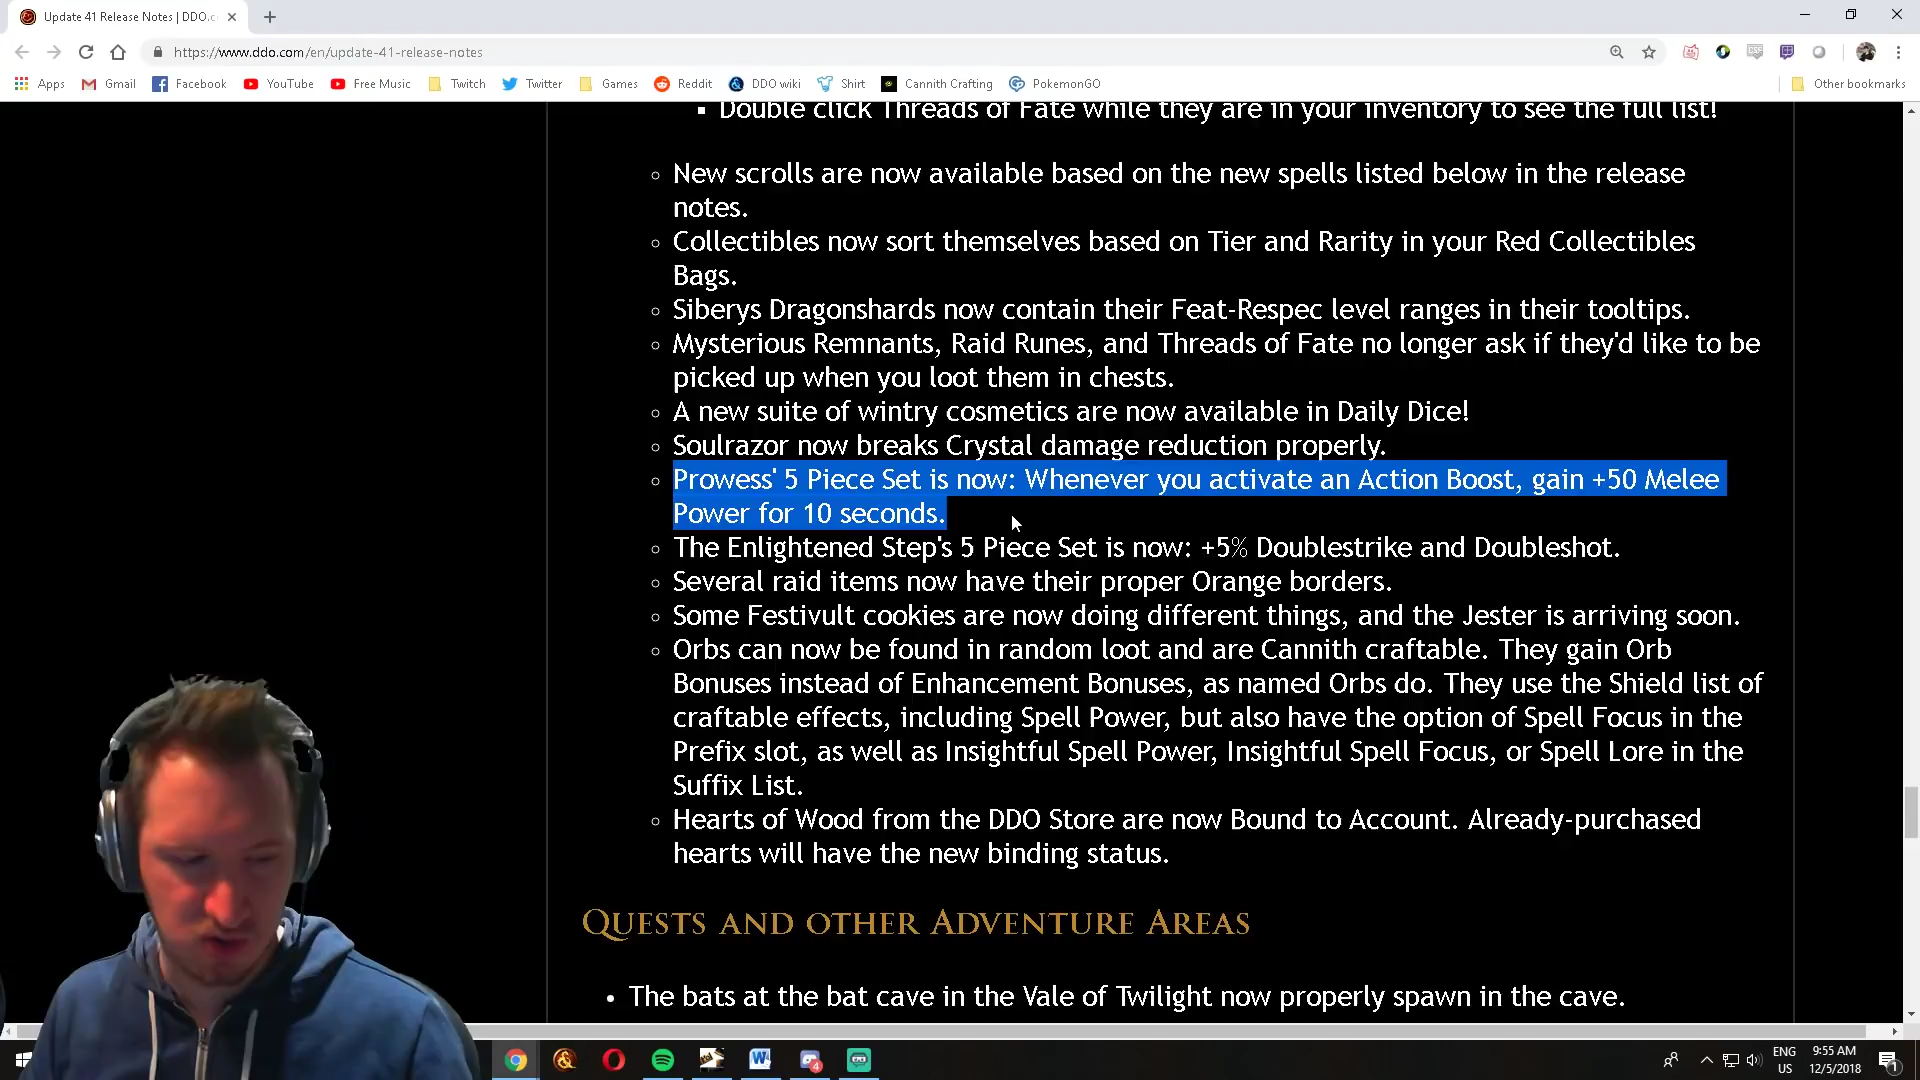 Update 41 Release Notes | DDO.c
https://www.ddo.com/en/update-41-release-notes
Apps Gmail Facebook YouTube Free Music Twitch Twitter Games Reddit DDO wiki Shirt Cannith Crafting PokemonGO Other bookmarks
Double click Threads of Fate while they are in your inventory to see the full list!
New scrolls are now available based on the new spells listed below in the release
notes.
Collectibles now sort themselves based on Tier and Rarity in your Red Collectibles
Bags.
Siberys Dragonshards now contain their Feat-Respec level ranges in their tooltips.
Mysterious Remnants, Raid Runes, and Threads of Fate no longer ask if they'd like to be
picked up when you loot them in chests.
A new suite of wintry cosmetics are now available in Daily Dice!
Soulrazor now breaks Crystal damage reduction properly.
Prowess' 5 Piece Set is now: Whenever you activate an Action Boost, gain +50 Melee
Power for 10 seconds.
The Enlightened Step's 5 Piece Set is now: +5% Doublestrike and Doubleshot.
Several raid items now have their proper Orange borders.
Some Festivult cookies are now doing different things, and the Jester is arriving soon.
Orbs can now be found in random loot and are Cannith craftable. They gain Orb
Bonuses instead of Enhancement Bonuses, as named Orbs do. They use the Shield list of
craftable effects, including Spell Power, but also have the option of Spell Focus in the
Prefix slot, as well as Insightful Spell Power, Insightful Spell Focus, or Spell Lore in the
Suffix List.
Hearts of Wood from the DDO Store are now Bound to Account. Already-purchased
hearts will have the new binding status.
Quests and other Adventure Areas
The bats at the bat cave in the Vale of Twilight now properly spawn in the cave.
ENG 9:55 AM
US 12/5/2018